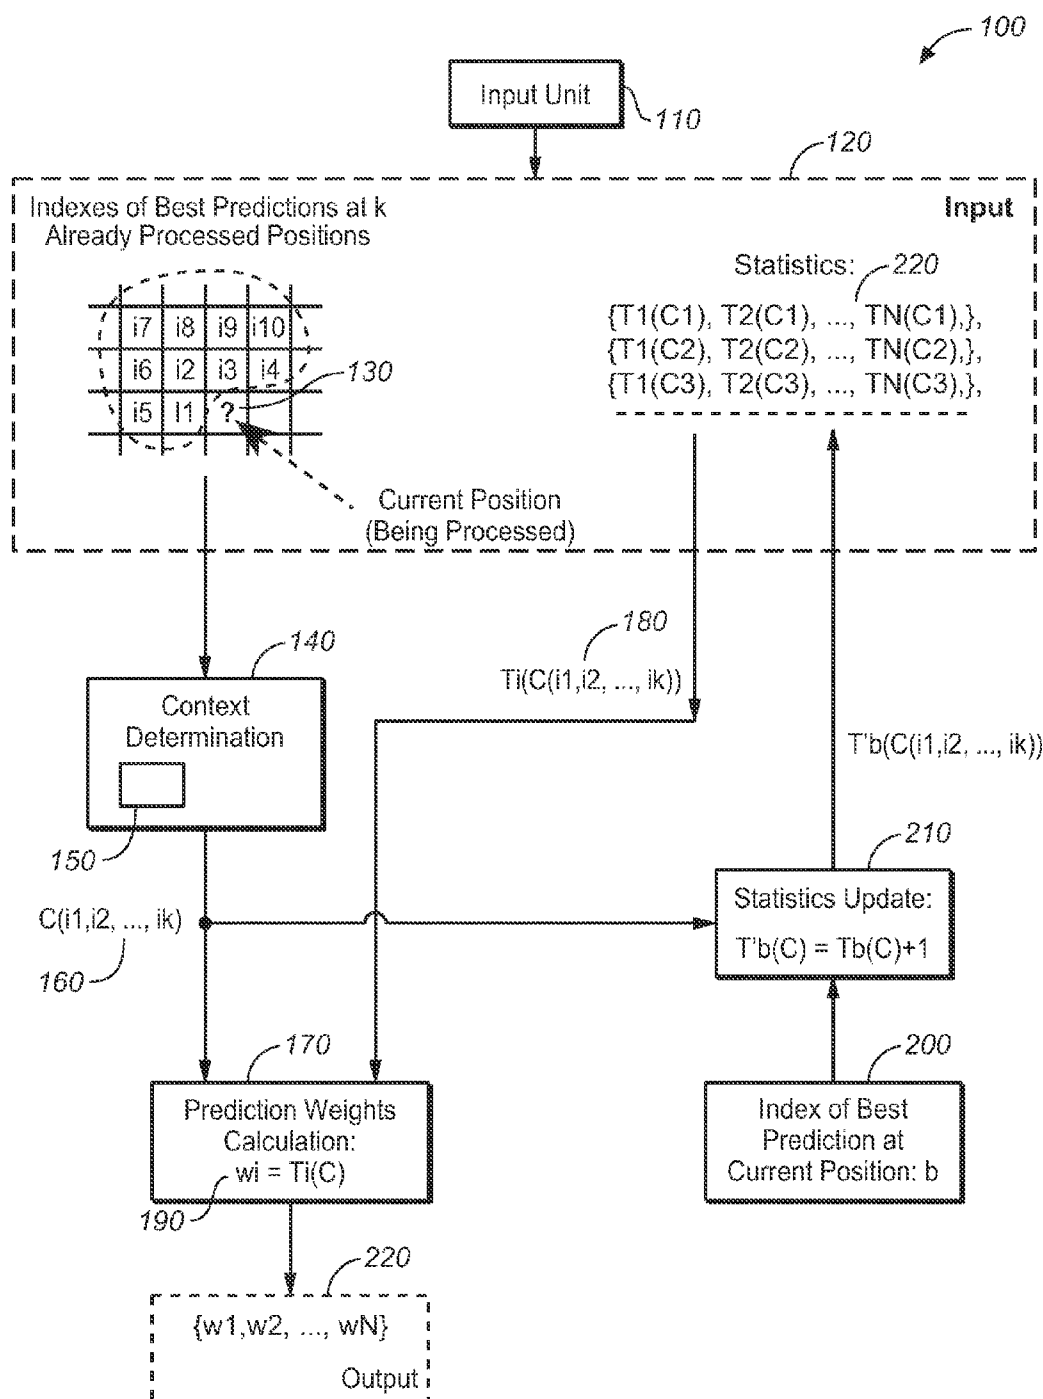 100
Input Unit
110
120
Indexes of Best Predictions at k
Already Processed Positions
Input
Statistics:
220
i7 i8 i9 i10
i6 i2 i3 i4
i5 I1 ?
130
{T1(C1), T2(C1), ..., TN(C1),},
{T1(C2), T2(C2), ..., TN(C2),},
{T1(C3), T2(C3), ..., TN(C3),},
Current Position
(Being Processed)
140
Context
Determination
150
180
Ti(C(i1,i2, ..., ik))
T'b(C(i1,i2, ..., ik))
C(i1,i2, ..., ik)
160
210
Statistics Update:
T'b(C) = Tb(C)+1
170
Prediction Weights
Calculation:
wi = Ti(C)
190
200
Index of Best
Prediction at
Current Position: b
220
{w1,w2, ..., wN}
Output